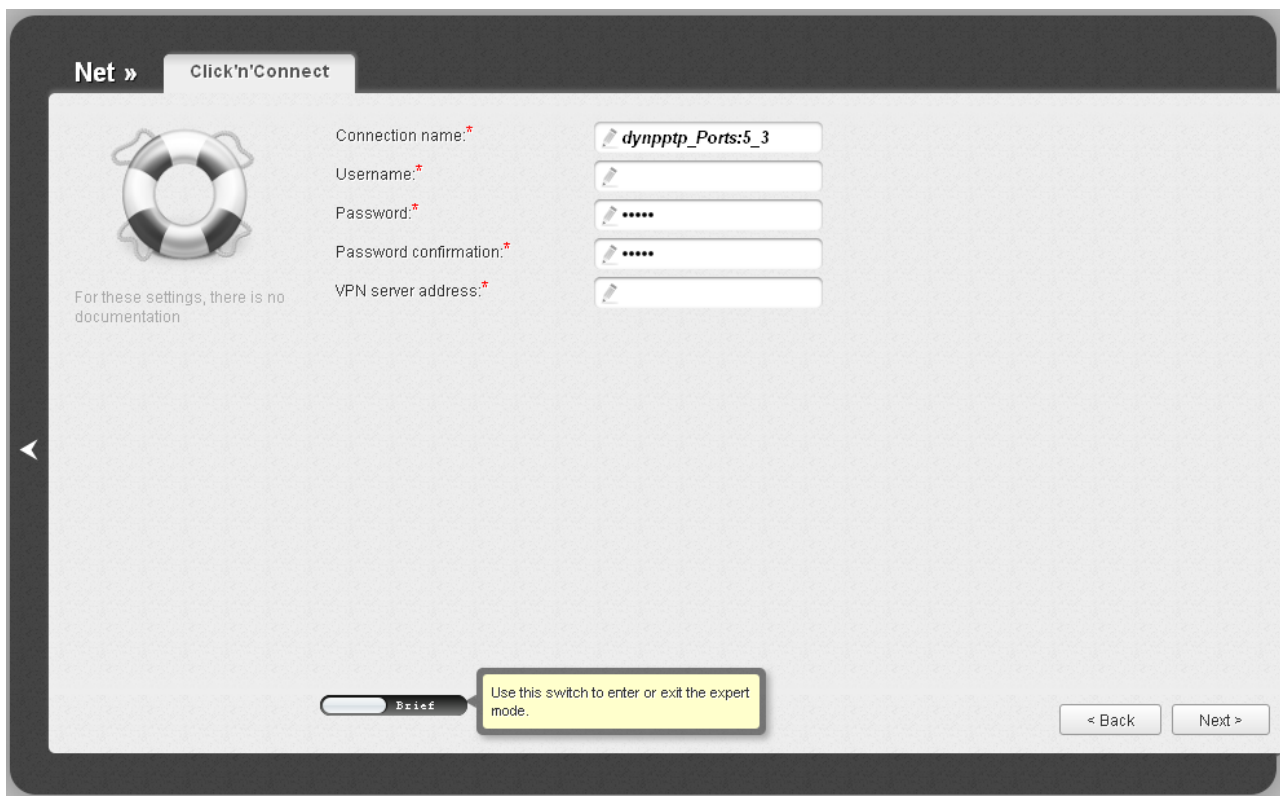 Net » Click'n'Connect
Connection name:* dynpptp_Ports:5_3
Username:*
Password:* •••••
Password confirmation:* •••••
VPN server address:*
For these settings, there is no
documentation
Brief
Use this switch to enter or exit the expert
mode.
< Back Next >